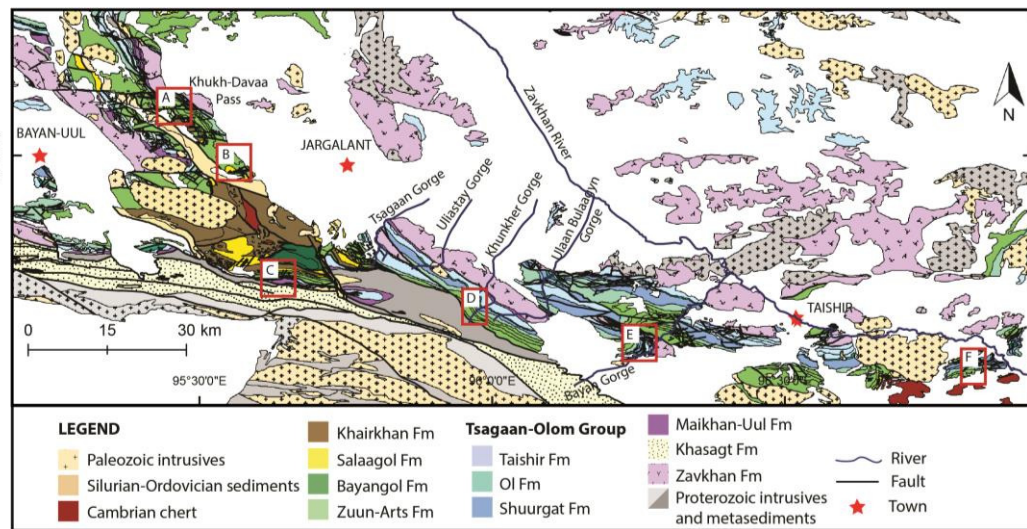 Khukh-Davaa
Pass
A
BAYAN-UUL
B
JARGALANT
Zavkhan River
N
Tsagaan Gorge
Uliastay Gorge
Khunkher Gorge
Ulaan Bulaagyn
Gorge
C
D
E
TAISHIR
F
0 15 30 km
Bayan Gorge
95°30'0"E
LEGEND
Paleozoic intrusives
Silurian-Ordovician sediments
Cambrian chert
Khairkhan Fm
Salaagol Fm
Bayangol Fm
Zuun-Arts Fm
Tsagaan-Olom Group
Taishir Fm
Ol Fm
Shuurgat Fm
Maikhan-Uul Fm
Khasagt Fm
Zavkhan Fm
Proterozoic intrusives
and metasediments
River
Fault
Town